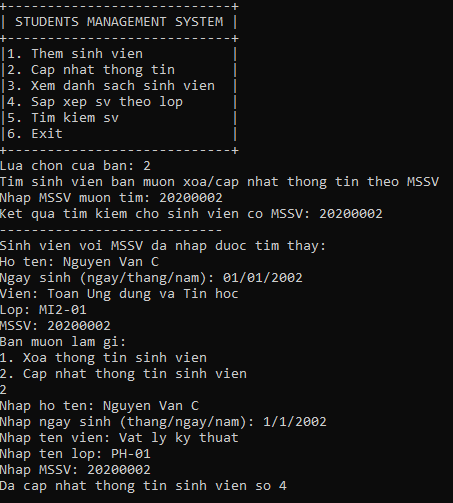 +----------------------------+
| STUDENTS MANAGEMENT SYSTEM |
+----------------------------+
|1. Them sinh vien           |
|2. Cap nhat thong tin       |
|3. Xem danh sach sinh vien  |
|4. Sap xep sv theo lop      |
|5. Tim kiem sv              |
|6. Exit                     |
+----------------------------+
Lua chon cua ban: 2
Tim sinh vien ban muon xoa/cap nhat thong tin theo MSSV
Nhap MSSV muon tim: 20200002
Ket qua tim kiem cho sinh vien co MSSV: 20200002
----------------------------
Sinh vien voi MSSV da nhap duoc tim thay:
Ho ten: Nguyen Van C
Ngay sinh (ngay/thang/nam): 01/01/2002
Vien: Toan Ung dung va Tin hoc
Lop: MI2-01
MSSV: 20200002
Ban muon lam gi:
1. Xoa thong tin sinh vien
2. Cap nhat thong tin sinh vien
2
Nhap ho ten: Nguyen Van C
Nhap ngay sinh (thang/ngay/nam): 1/1/2002
Nhap ten vien: Vat ly ky thuat
Nhap ten lop: PH-01
Nhap MSSV: 20200002
Da cap nhat thong tin sinh vien so 4